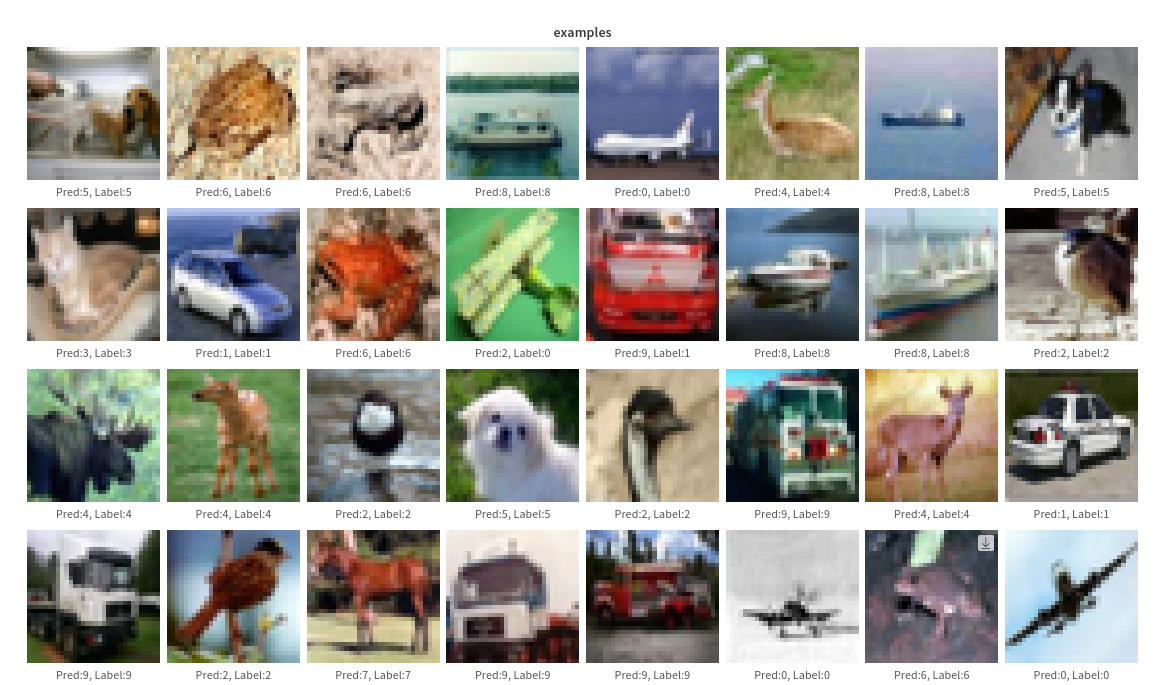 examples
Pred:5, Label:5 Pred:6, Label:6 Pred:6, Label:6 Pred:8, Label:8 Pred:0, Label:0 Pred:4, Label:4 Pred:8, Label:8 Pred:5, Label:5
Pred:3, Label:3 Pred:1, Label:1 Pred:6, Label:6 Pred:2, Label:0 Pred:9, Label:1 Pred:8, Label:8 Pred:8, Label:8 Pred:2, Label:2
Pred:4, Label:4 Pred:4, Label:4 Pred:2, Label:2 Pred:5, Label:5 Pred:2, Label:2 Pred:9, Label:9 Pred:4, Label:4 Pred:1, Label:1
Pred:9, Label:9 Pred:2, Label:2 Pred:7, Label:7 Pred:9, Label:9 Pred:9, Label:9 Pred:0, Label:0 Pred:6, Label:6 Pred:0, Label:0